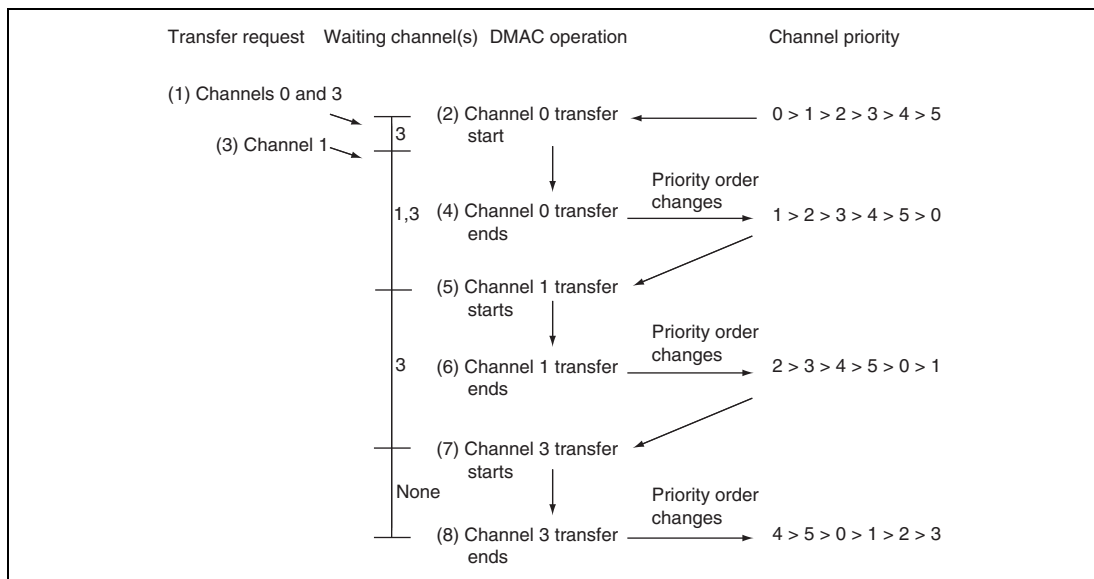 Transfer request Waiting channel(s) DMAC operation Channel priority
(1) Channels 0 and 3
(2) Channel 0 transfer
start
0 > 1 > 2 > 3 > 4 > 5
3
(3) Channel 1
Priority order
changes
1,3
(4) Channel 0 transfer
ends
1 > 2 > 3 > 4 > 5 > 0
(5) Channel 1 transfer
starts
Priority order
changes
3
(6) Channel 1 transfer
ends
2 > 3 > 4 > 5 > 0 > 1
(7) Channel 3 transfer
starts
None
Priority order
changes
(8) Channel 3 transfer
ends
4 > 5 > 0 > 1 > 2 > 3